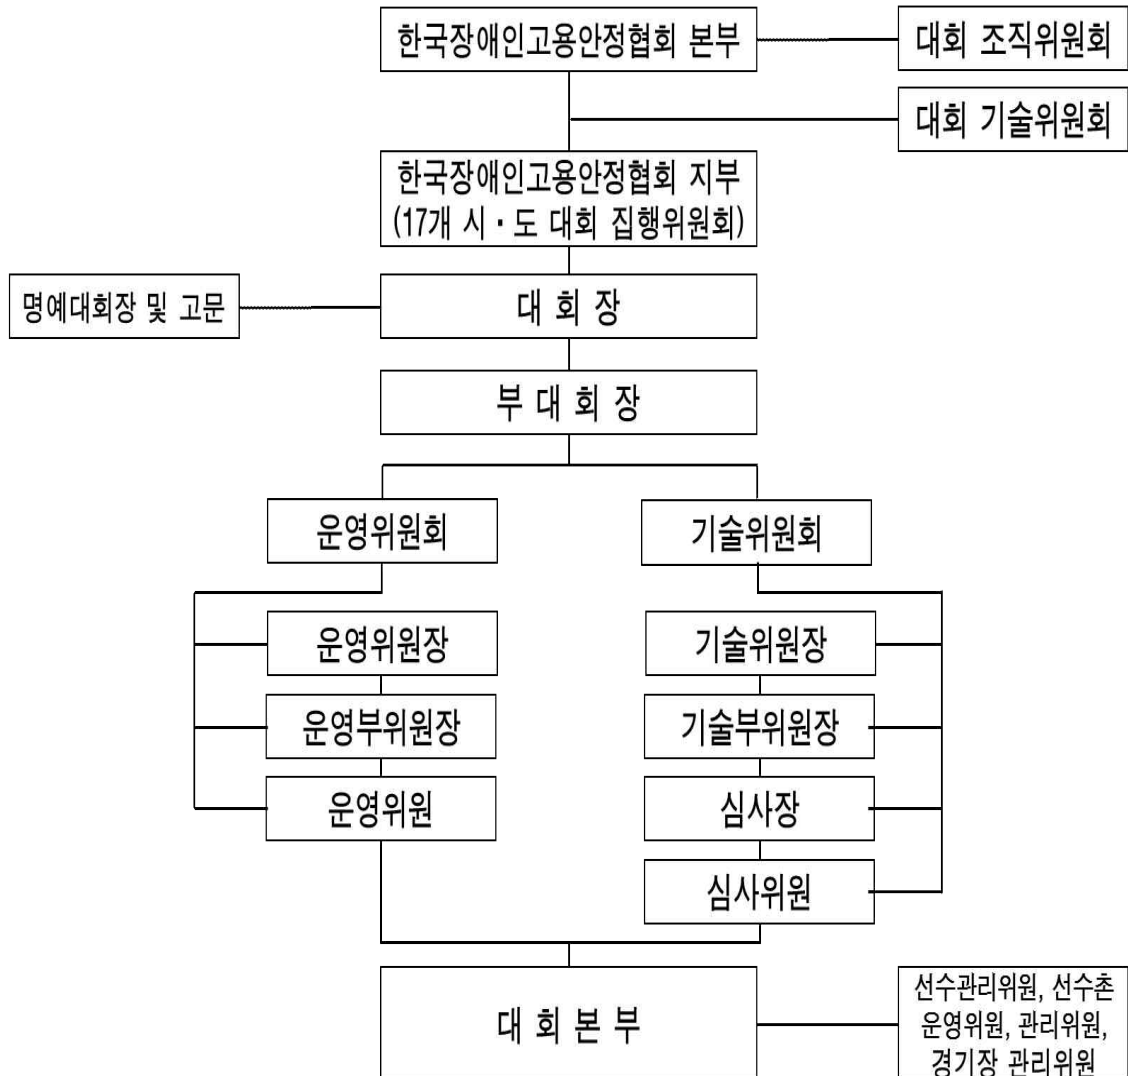 한국장애인고용안정협회 본부
대회 조직위원회
대회 기술위원회
한국장애인고용안정협회 지부
(17개 시·도 대회 집행위원회)
명예대회장 및 고문
대 회 장
부 대 회 장
운영위원회
기술위원회
운영위원장
기술위원장
운영부위원장
기술부위원장
운영위원
심사장
심사위원
대 회 본 부
선수관리위원, 선수촌
운영위원, 관리위원,
경기장 관리위원